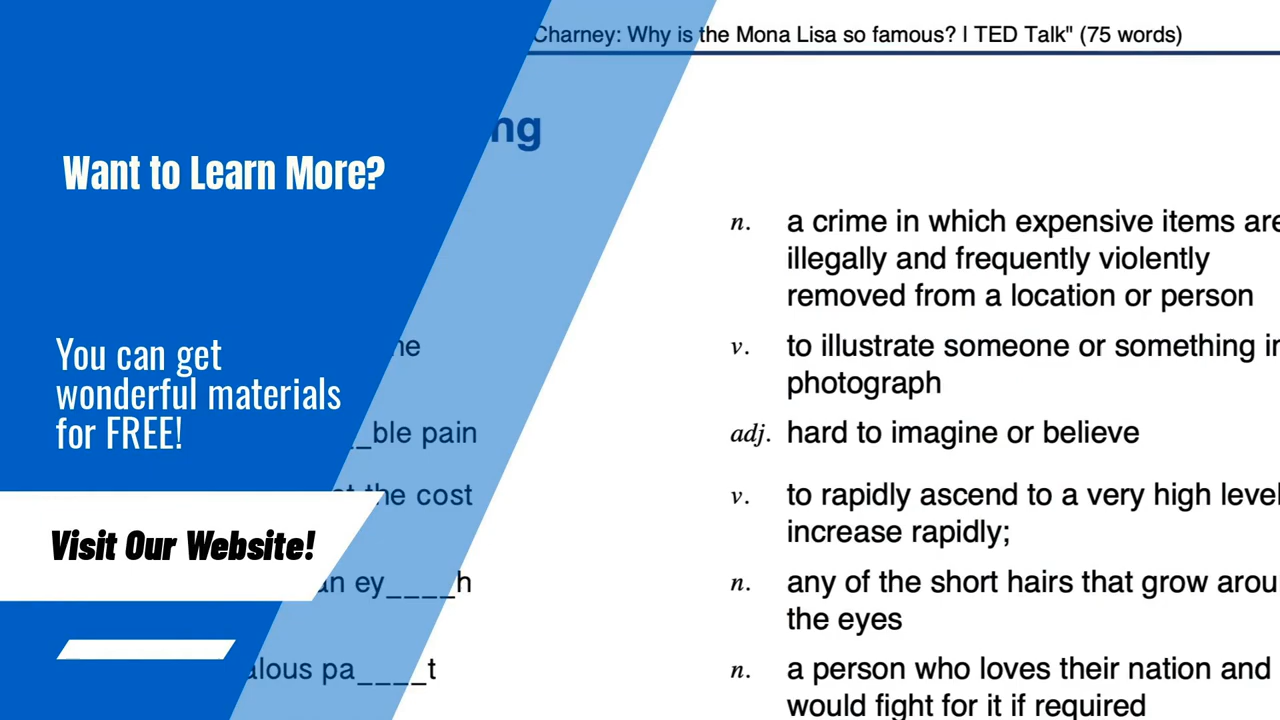 Charney: Why is the Mona Lisa so famous? | TED Talk" (75 words)
ng
Want to Learn More?
You can get
wonderful materials
for FREE!
Visit Our Website!
ne
_ble pain
the cost
an ey____h
alous pa____t
n. a crime in which expensive items are
illegally and frequently violently
removed from a location or person
v. to illustrate someone or something in
photograph
adj. hard to imagine or believe
v. to rapidly ascend to a very high level
increase rapidly;
n. any of the short hairs that grow arou
the eyes
n. a person who loves their nation and
would fight for it if required